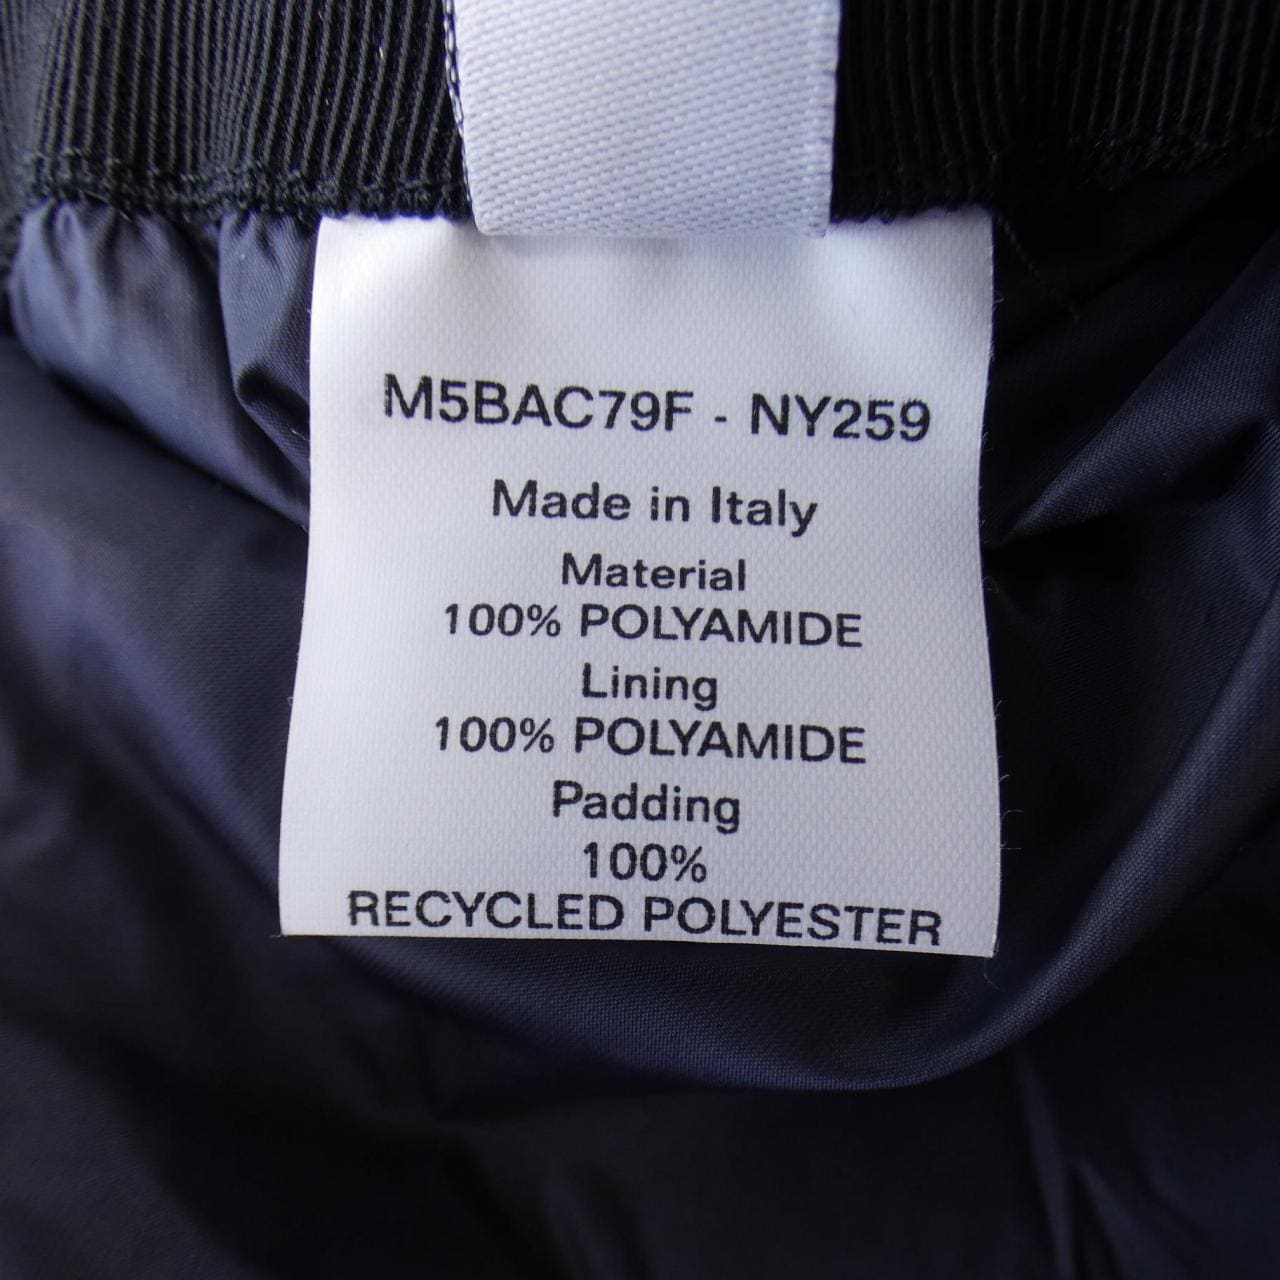 M5BAC79F - NY259
Made in Italy
Material
100% POLYAMIDE
Lining
100% POLYAMIDE
Padding
100%
RECYCLED POLYESTER